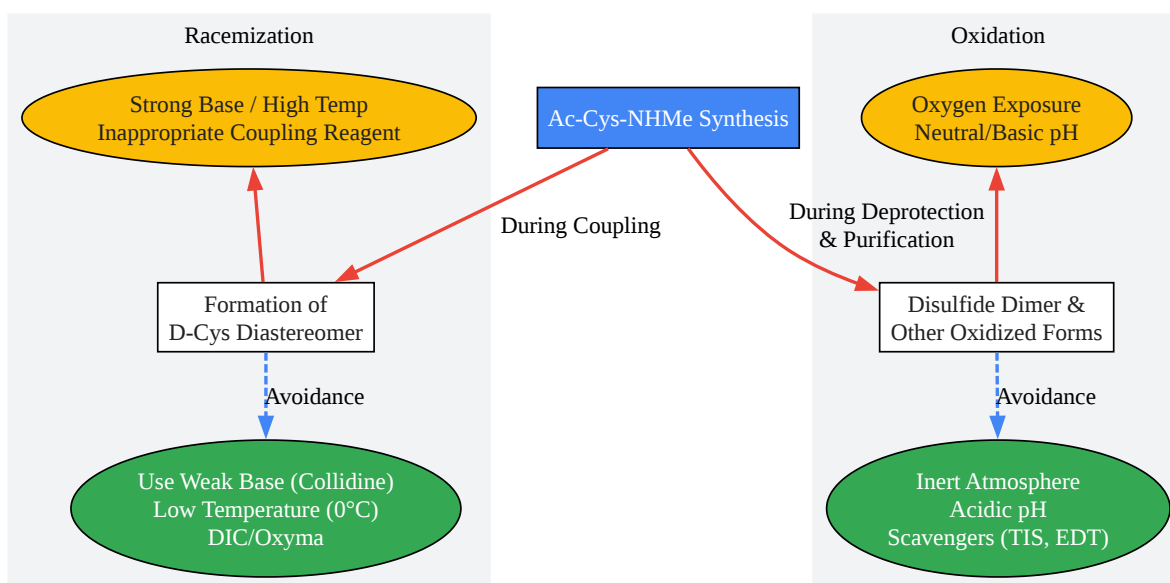 Racemization
Strong Base / High Temp
Inappropriate Coupling Reagent
During Coupling
Formation of
D-Cys Diastereomer
Avoidance
Use Weak Base (Collidine)
Low Temperature (0°C)
DIC/Oxyma
Ac-Cys-NHMe Synthesis
Oxidation
Oxygen Exposure
Neutral/Basic pH
During Deprotection
& Purification
Disulfide Dimer &
Other Oxidized Forms
Avoidance
Inert Atmosphere
Acidic pH
Scavengers (TIS, EDT)